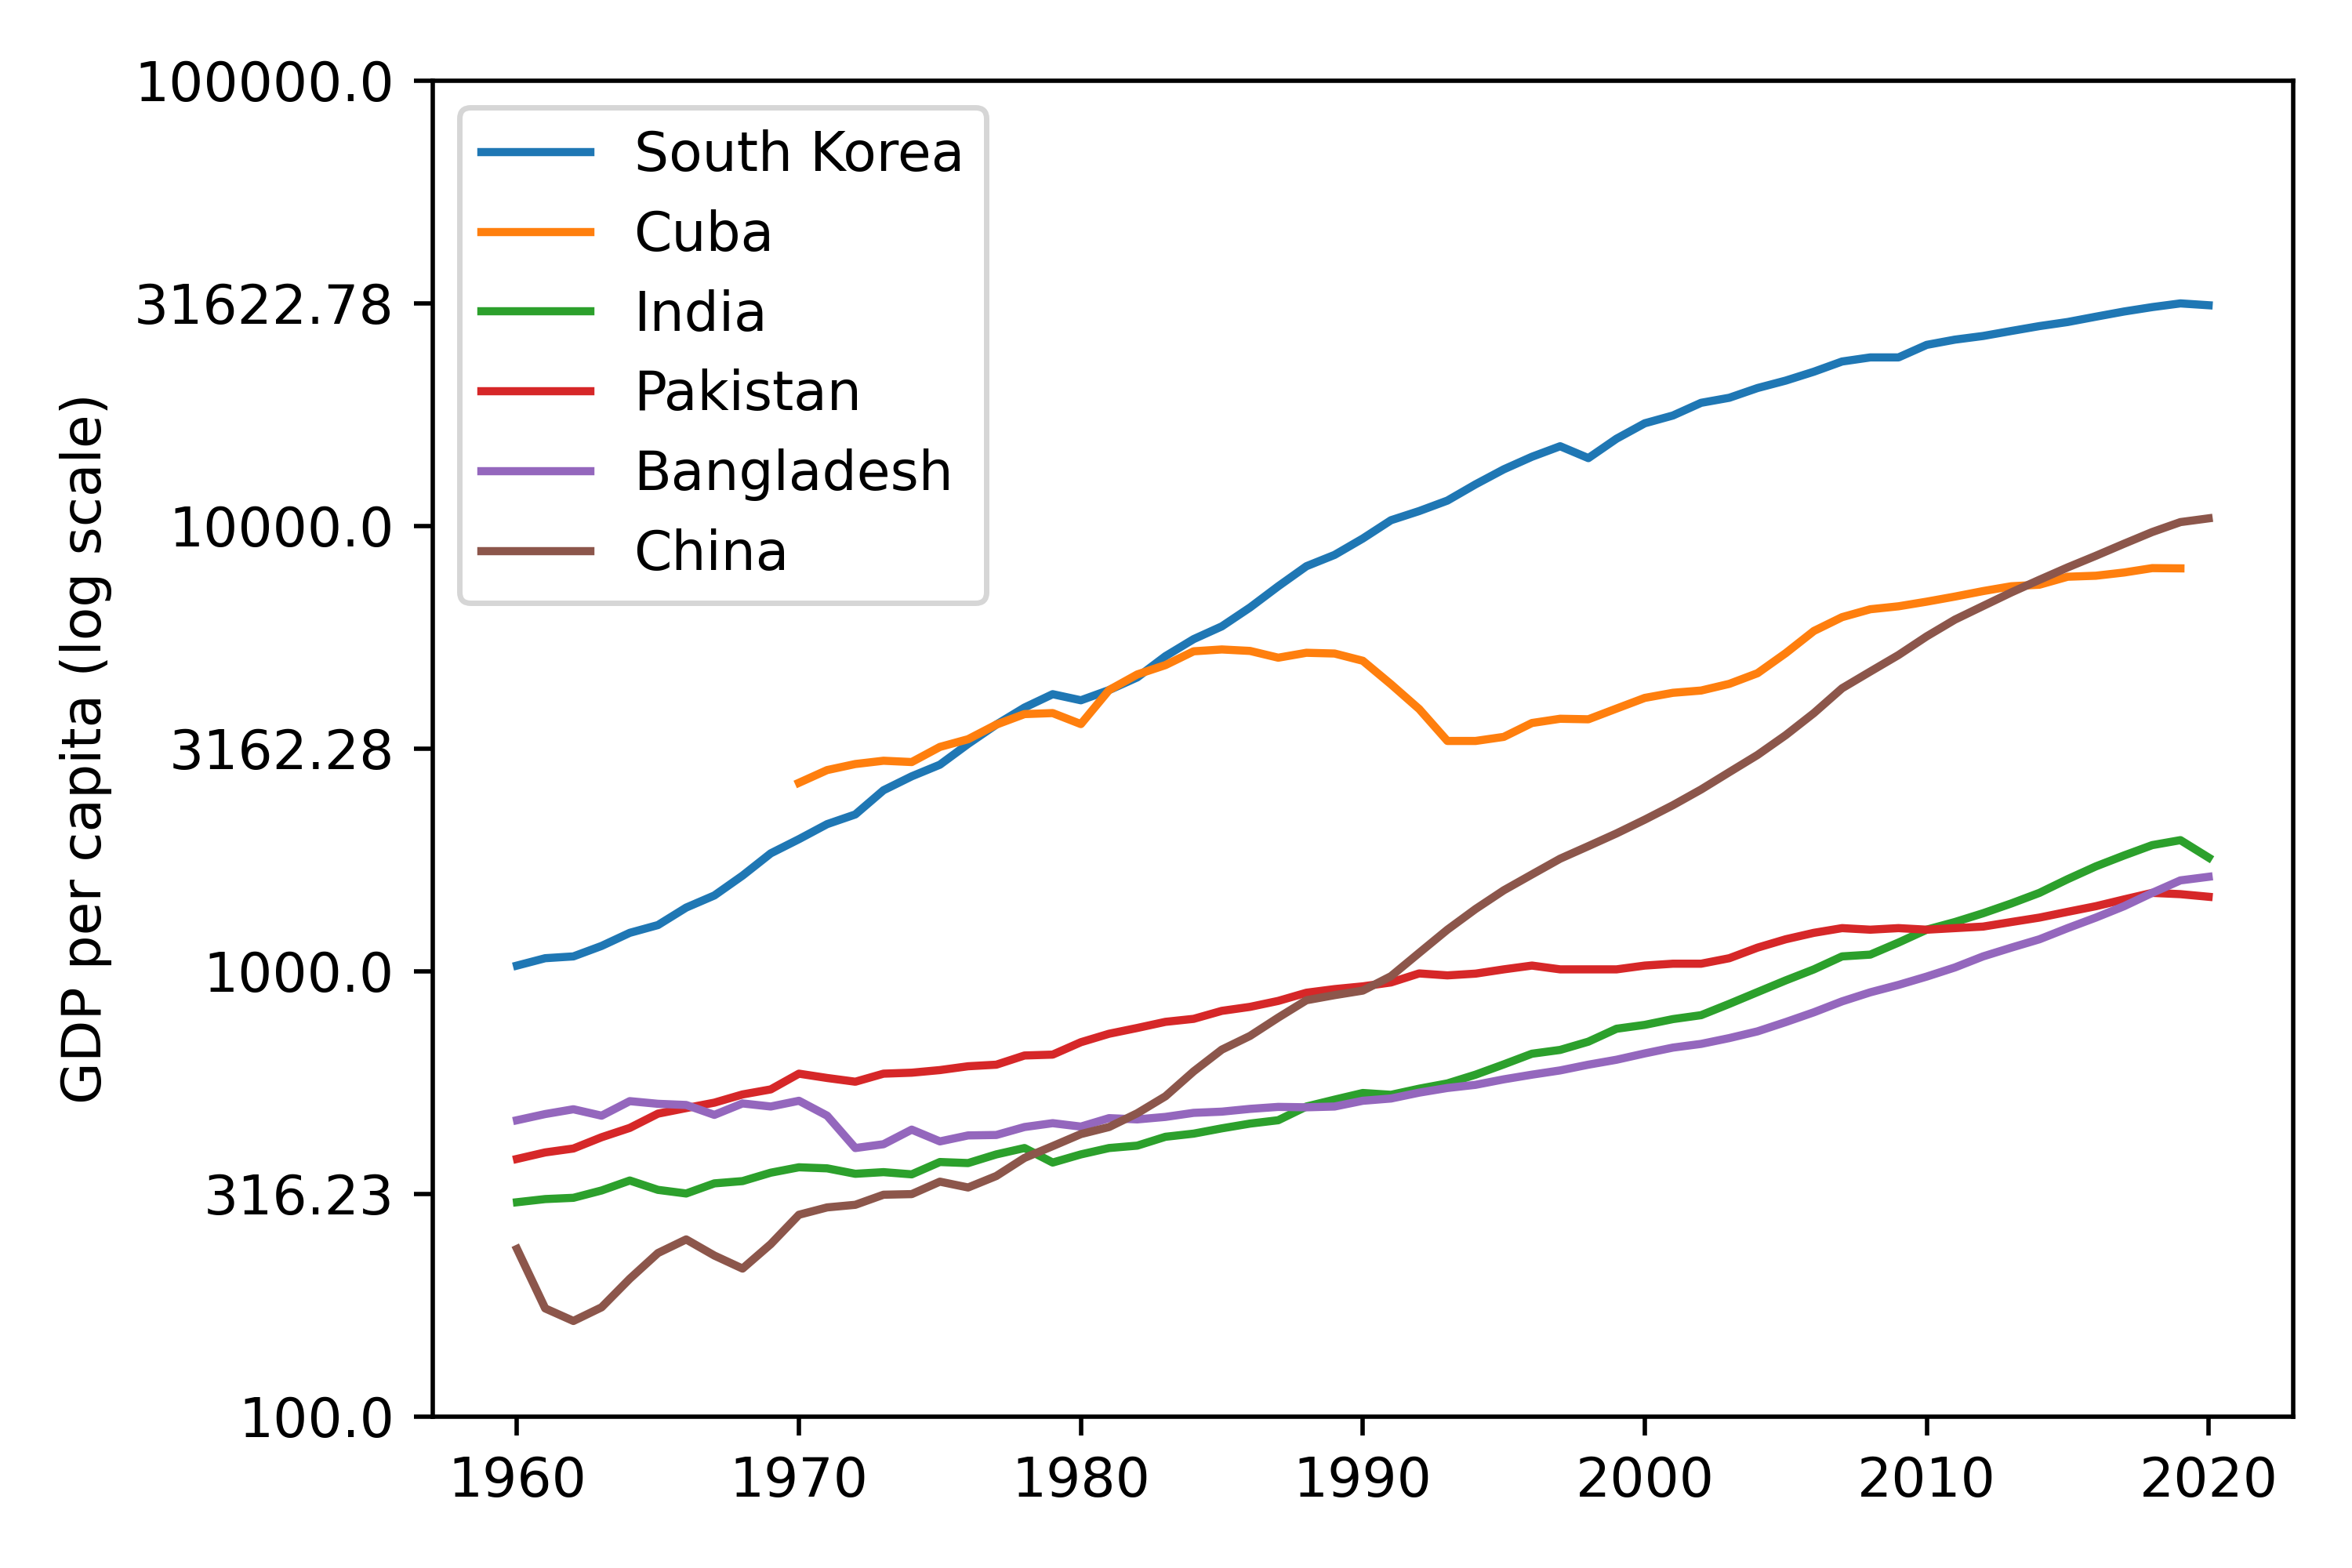 100000.0
31622.78
10000.0
3162.28
1000.0
316.23
100.0
GDP per capita (log scale)
South Korea
Cuba
India
Pakistan
Bangladesh
China
1960 1970 1980 1990 2000 2010 2020